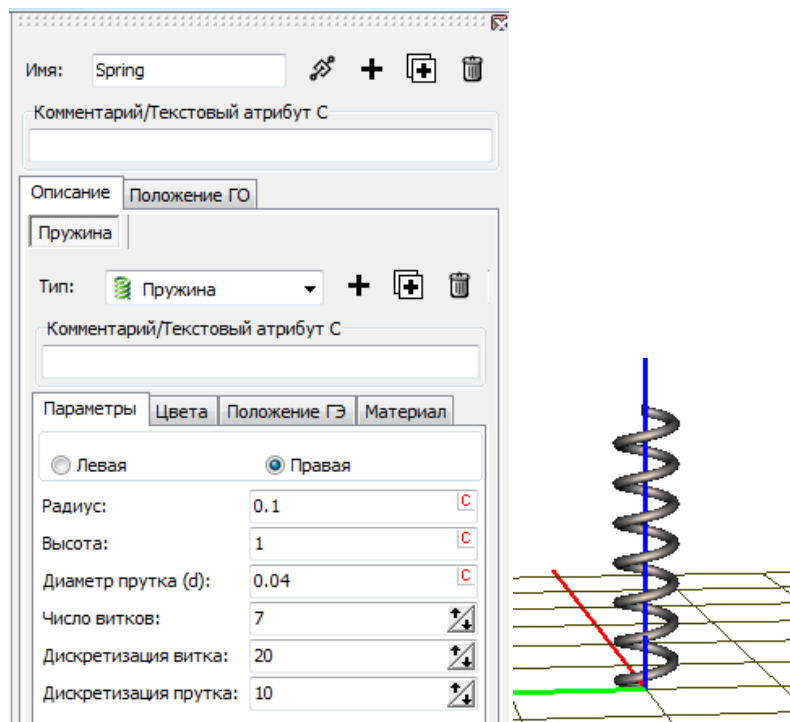 Имя: Spring
Комментарий/Текстовый атрибут C
Описание Положение ГО
Пружина
Тип: Пружина
Комментарий/Текстовый атрибут C
Параметры Цвета Положение ГЭ Материал
Левая Правая
Радиус: 0.1 C
Высота: 1 C
Диаметр прутка (d): 0.04 C
Число витков: 7
Дискретизация витка: 20
Дискретизация прутка: 10